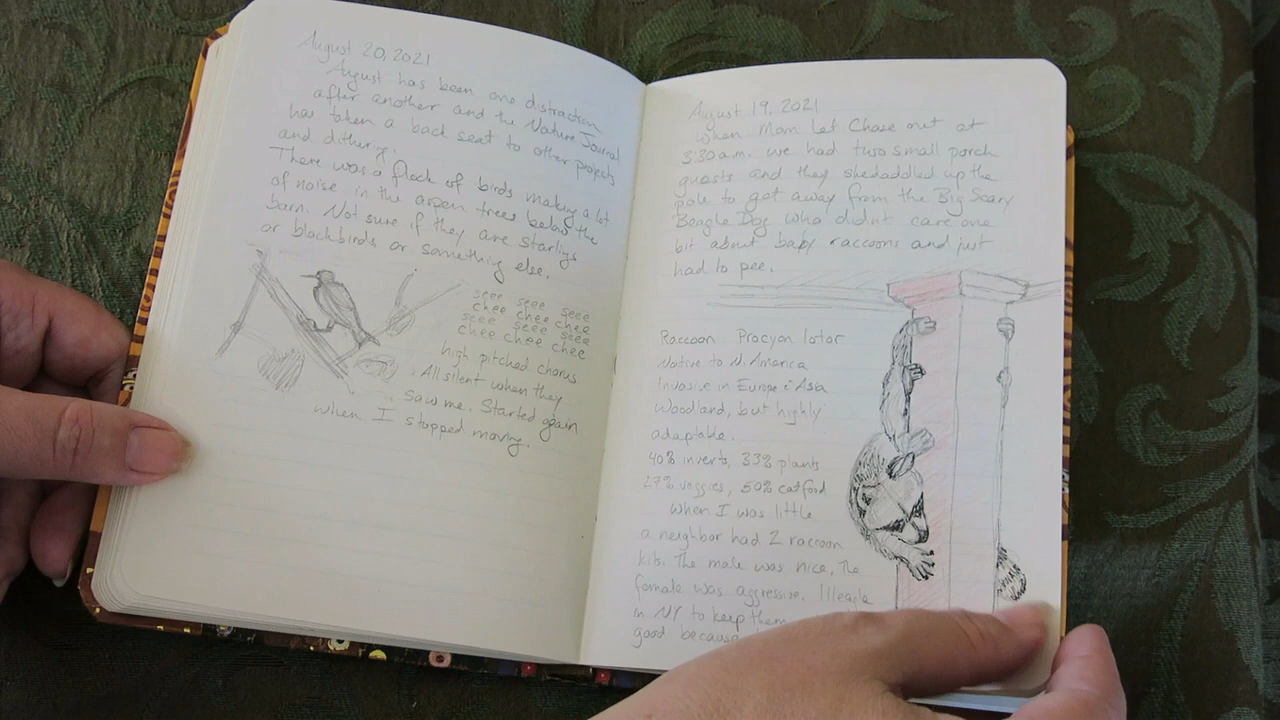 August 20, 2021
August has been one distraction
after another and the Nature Journal
has taken a back seat to other projects
and dithering.
There was a flock of birds making a lot
of noise in the aspen trees below the
barn. Not sure if they are starlings
or blackbirds or something else.
seee seee seee
chee chee chee
seee seee seee
chee chee chee
high pitched chorus
. All silent when they
saw me. Started again
when I stopped moving.
August 19, 2021
When Mom let Chase out at
3:30 a.m. we had two small porch
guests and they skedaddled up the
pole to get away from the Big Scary
Beagle Dog who didn't care one
bit about baby raccoons and just
had to pee.
Raccoon Procyon lotor
Native to N. America
Invasive in Europe & Asia
Woodland, but highly
adaptable.
40% inverts, 33% plants
27% veggies, 50% catfood
When I was little
a neighbor had 2 raccoon
kits. The male was nice, the
female was aggressive. Illeagle
in NY to keep them
good because